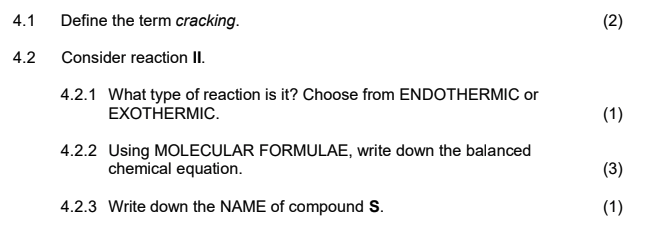 4.1 Define the term cracking. (2)
4.2 Consider reaction II.
4.2.1 What type of reaction is it? Choose from ENDOTHERMIC or
EXOTHERMIC. (1)
4.2.2 Using MOLECULAR FORMULAE, write down the balanced
chemical equation. (3)
4.2.3 Write down the NAME of compound S. (1)